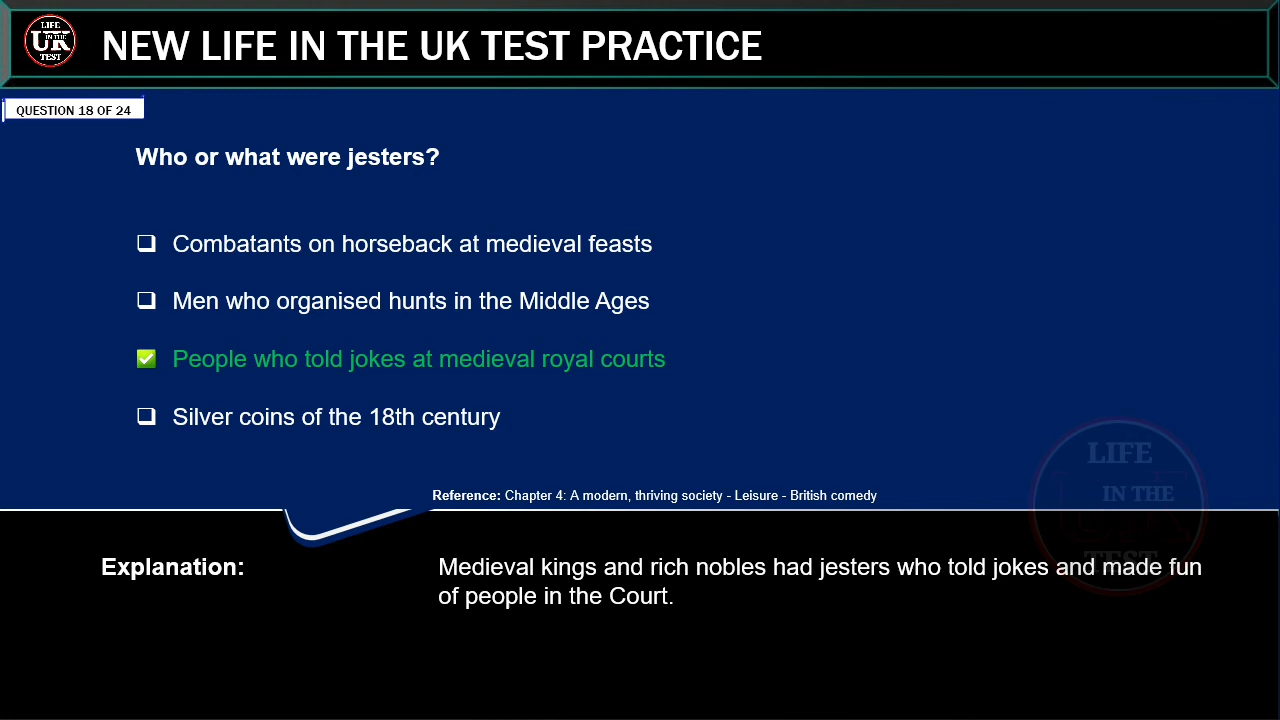 LIFE
UK
IN THE
TEST
NEW LIFE IN THE UK TEST PRACTICE
QUESTION 18 OF 24
Who or what were jesters?
Combatants on horseback at medieval feasts
Men who organised hunts in the Middle Ages
People who told jokes at medieval royal courts
Silver coins of the 18th century
LIFE
IN THE
UK
TEST
Reference: Chapter 4: A modern, thriving society - Leisure - British comedy
Explanation:
Medieval kings and rich nobles had jesters who told jokes and made fun
of people in the Court.